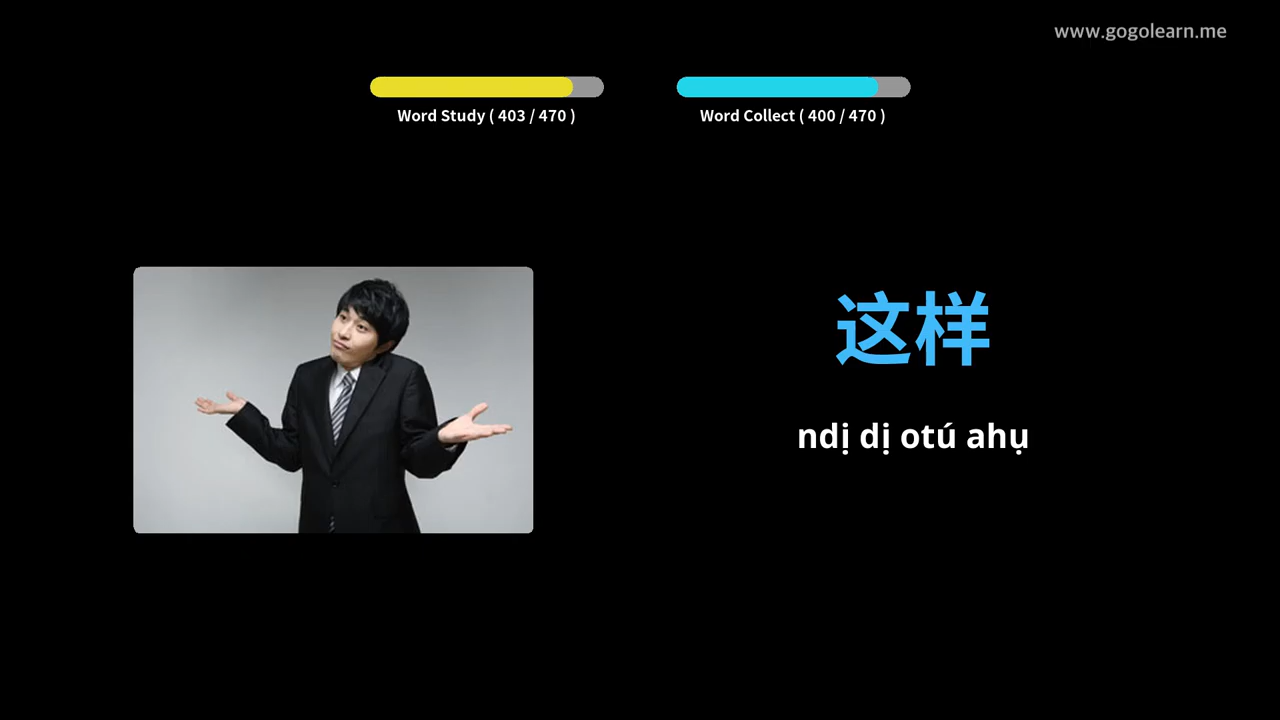 www.gogolearn.me
Word Study ( 403 / 470 )
Word Collect ( 400 / 470 )
这样
ndị dị otú ahụ